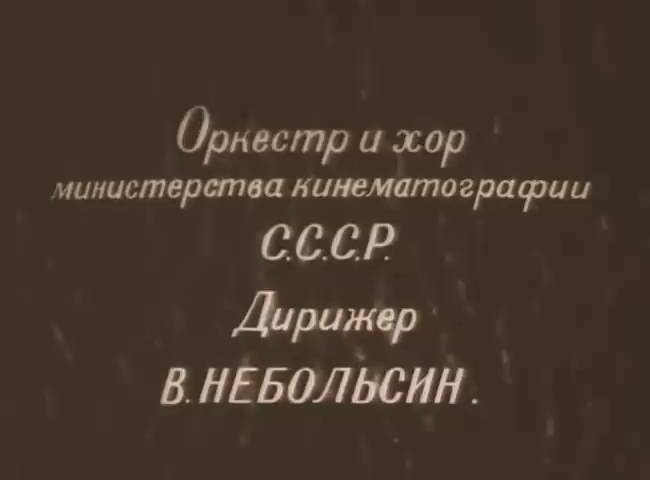 Оркестр и хор
министерства кинематографии
С.С.С.Р.
Дирижер
В. НЕБОЛЬСИН.